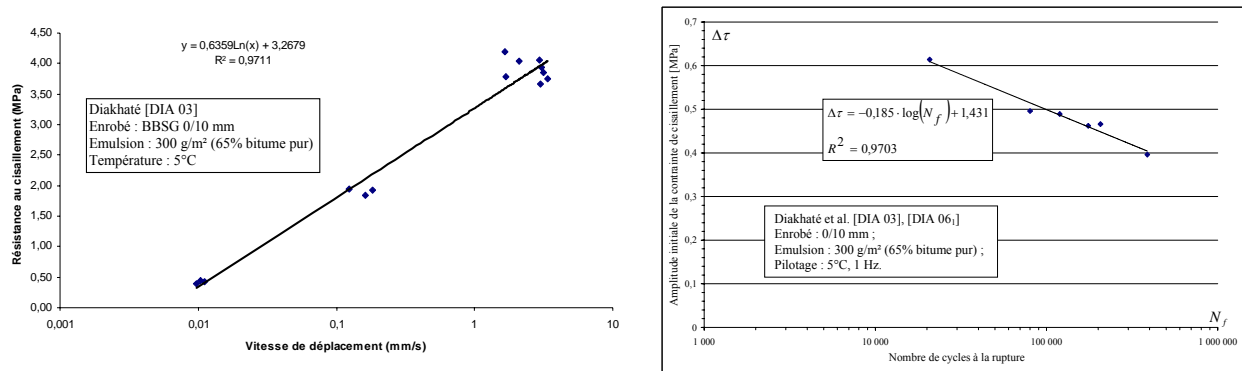 y = 0,6359Ln(x) + 3,2679
R² = 0,9711
Diakhaté [DIA 03]
Enrobé : BBSG 0/10 mm
Emulsion : 300 g/m² (65% bitume pur)
Température : 5°C
Résistance au cisaillement (MPa)
4,50
4,00
3,50
3,00
2,50
2,00
1,50
1,00
0,50
0,00
0,001
0,01
0,1
1
10
Vitesse de déplacement (mm/s)
Δτ
Amplitude initiale de la contrainte de cisaillement [MPa]
0,7
0,6
0,5
0,4
0,3
0,2
0,1
0
Δτ = −0,185·log(N_f)+1,431
R² = 0,9703
Diakhaté et al. [DIA 03], [DIA 06₁]
Enrobé : 0/10 mm ;
Emulsion : 300 g/m² (65% bitume pur) ;
Pilotage : 5°C, 1 Hz.
N_f
1 000
10 000
100 000
1 000 000
Nombre de cycles à la rupture